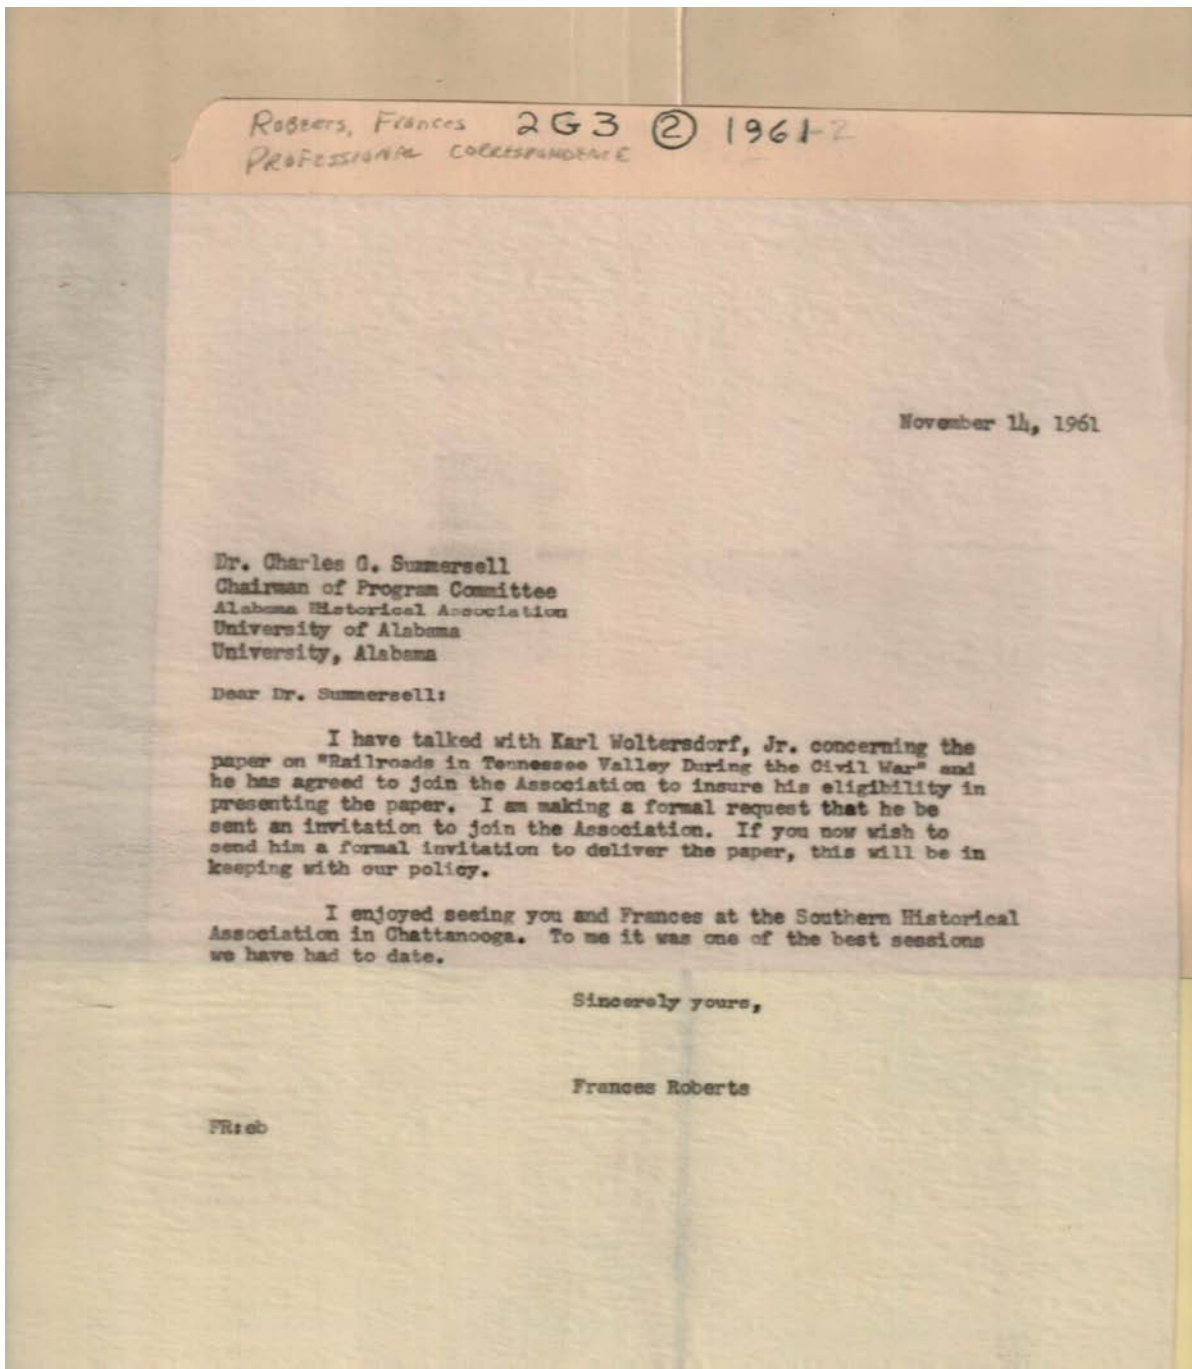 Roberts, Frances 2G3 ② 1961-2
PROFESSIONAL CORRESPONDENCE
November 14, 1961
Dr. Charles G. Summersell
Chairman of Program Committee
Alabama Historical Association
University of Alabama
University, Alabama
Dear Dr. Summersell:
I have talked with Karl Woltersdorf, Jr. concerning the
paper on "Railroads in Tennessee Valley During the Civil War" and
he has agreed to join the Association to insure his eligibility in
presenting the paper. I am making a formal request that he be
sent an invitation to join the Association. If you now wish to
send him a formal invitation to deliver the paper, this will be in
keeping with our policy.
I enjoyed seeing you and Frances at the Southern Historical
Association in Chattanooga. To me it was one of the best sessions
we have had to date.
Sincerely yours,
Frances Roberts
FR:eb